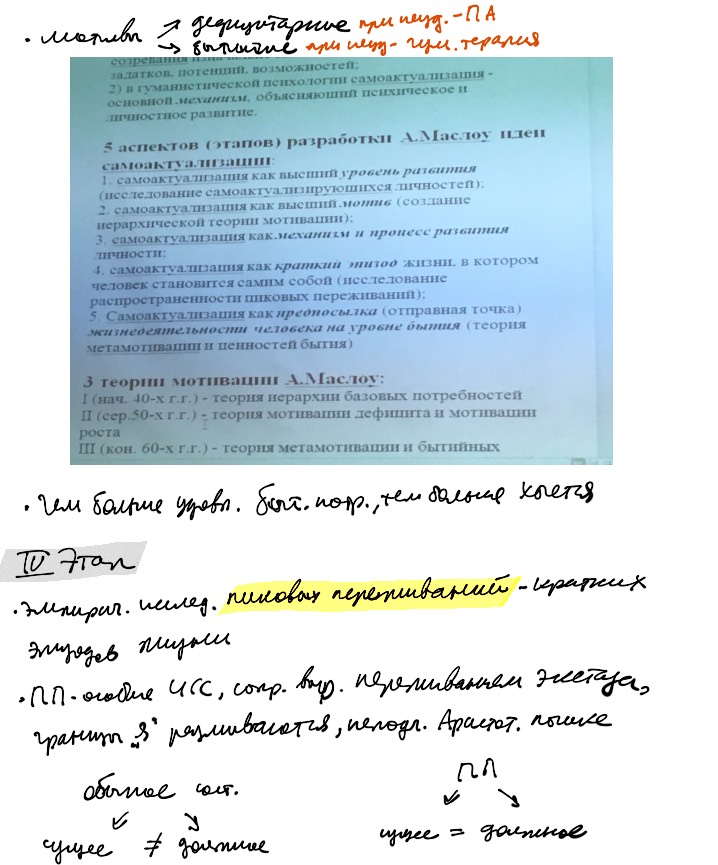 • мотивы ↗ дефицитарные при неуд. - ПА
→ бытийные при неуд - гум. терапия
задатков, потенций, возможностей;
2) в гуманистической психологии самоактуализация -
основной механизм, объясняющий психическое и
личностное развитие.
5 аспектов (этапов) разработки А.Маслоу идеи
самоактуализации:
1. самоактуализация как высший уровень развития
(исследование самоактуализирующихся личностей);
2. самоактуализация как высший мотив (создание
иерархической теории мотивации);
3. самоактуализация как механизм и процесс развития
личности;
4. самоактуализация как краткий эпизод жизни, в котором
человек становится самим собой (исследование
распространенности пиковых переживаний);
5. Самоактуализация как предпосылка (отправная точка)
жизнедеятельности человека на уровне бытия (теория
метамотивации и ценностей бытия)
3 теории мотивации А.Маслоу:
I (нач. 40-х г.г.) - теория иерархии базовых потребностей
II (сер.50-х г.г.) - теория мотивации дефицита и мотивации
роста
III (кон. 60-х г.г.) - теория метамотивации и бытийных
• Чем больше удовл. быт. потр., тем больше хочется
IV Этап
• Эмпирич. исслед. пиковых переживаний - кратких
эпизодов жизни
• ПП - особые ИСС, сопр. выр. переживанием экстаза,
границы „Я" размываются, неподл. Аристот. логике
обычное сост. ПП
сущее ≠ должное сущее = должное